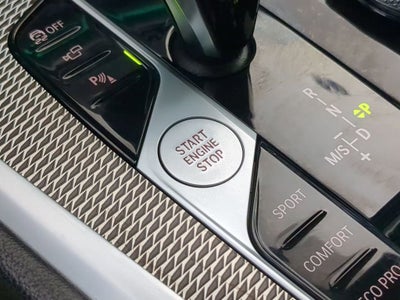 OFF
P
START
ENGINE
STOP
R
N
P
D
M/S
+
SPORT
COMFORT
ECO PRO